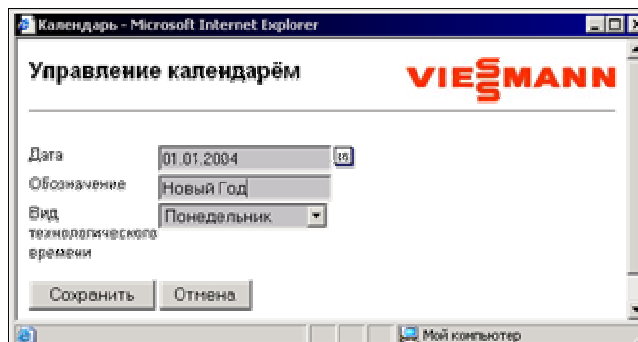 Календарь - Microsoft Internet Explorer
Управление календарём
VIESSMANN
Дата
01.01.2004
Обозначение
Новый Год
Вид технологического времени
Понедельник
Сохранить
Отмена
Мой компьютер